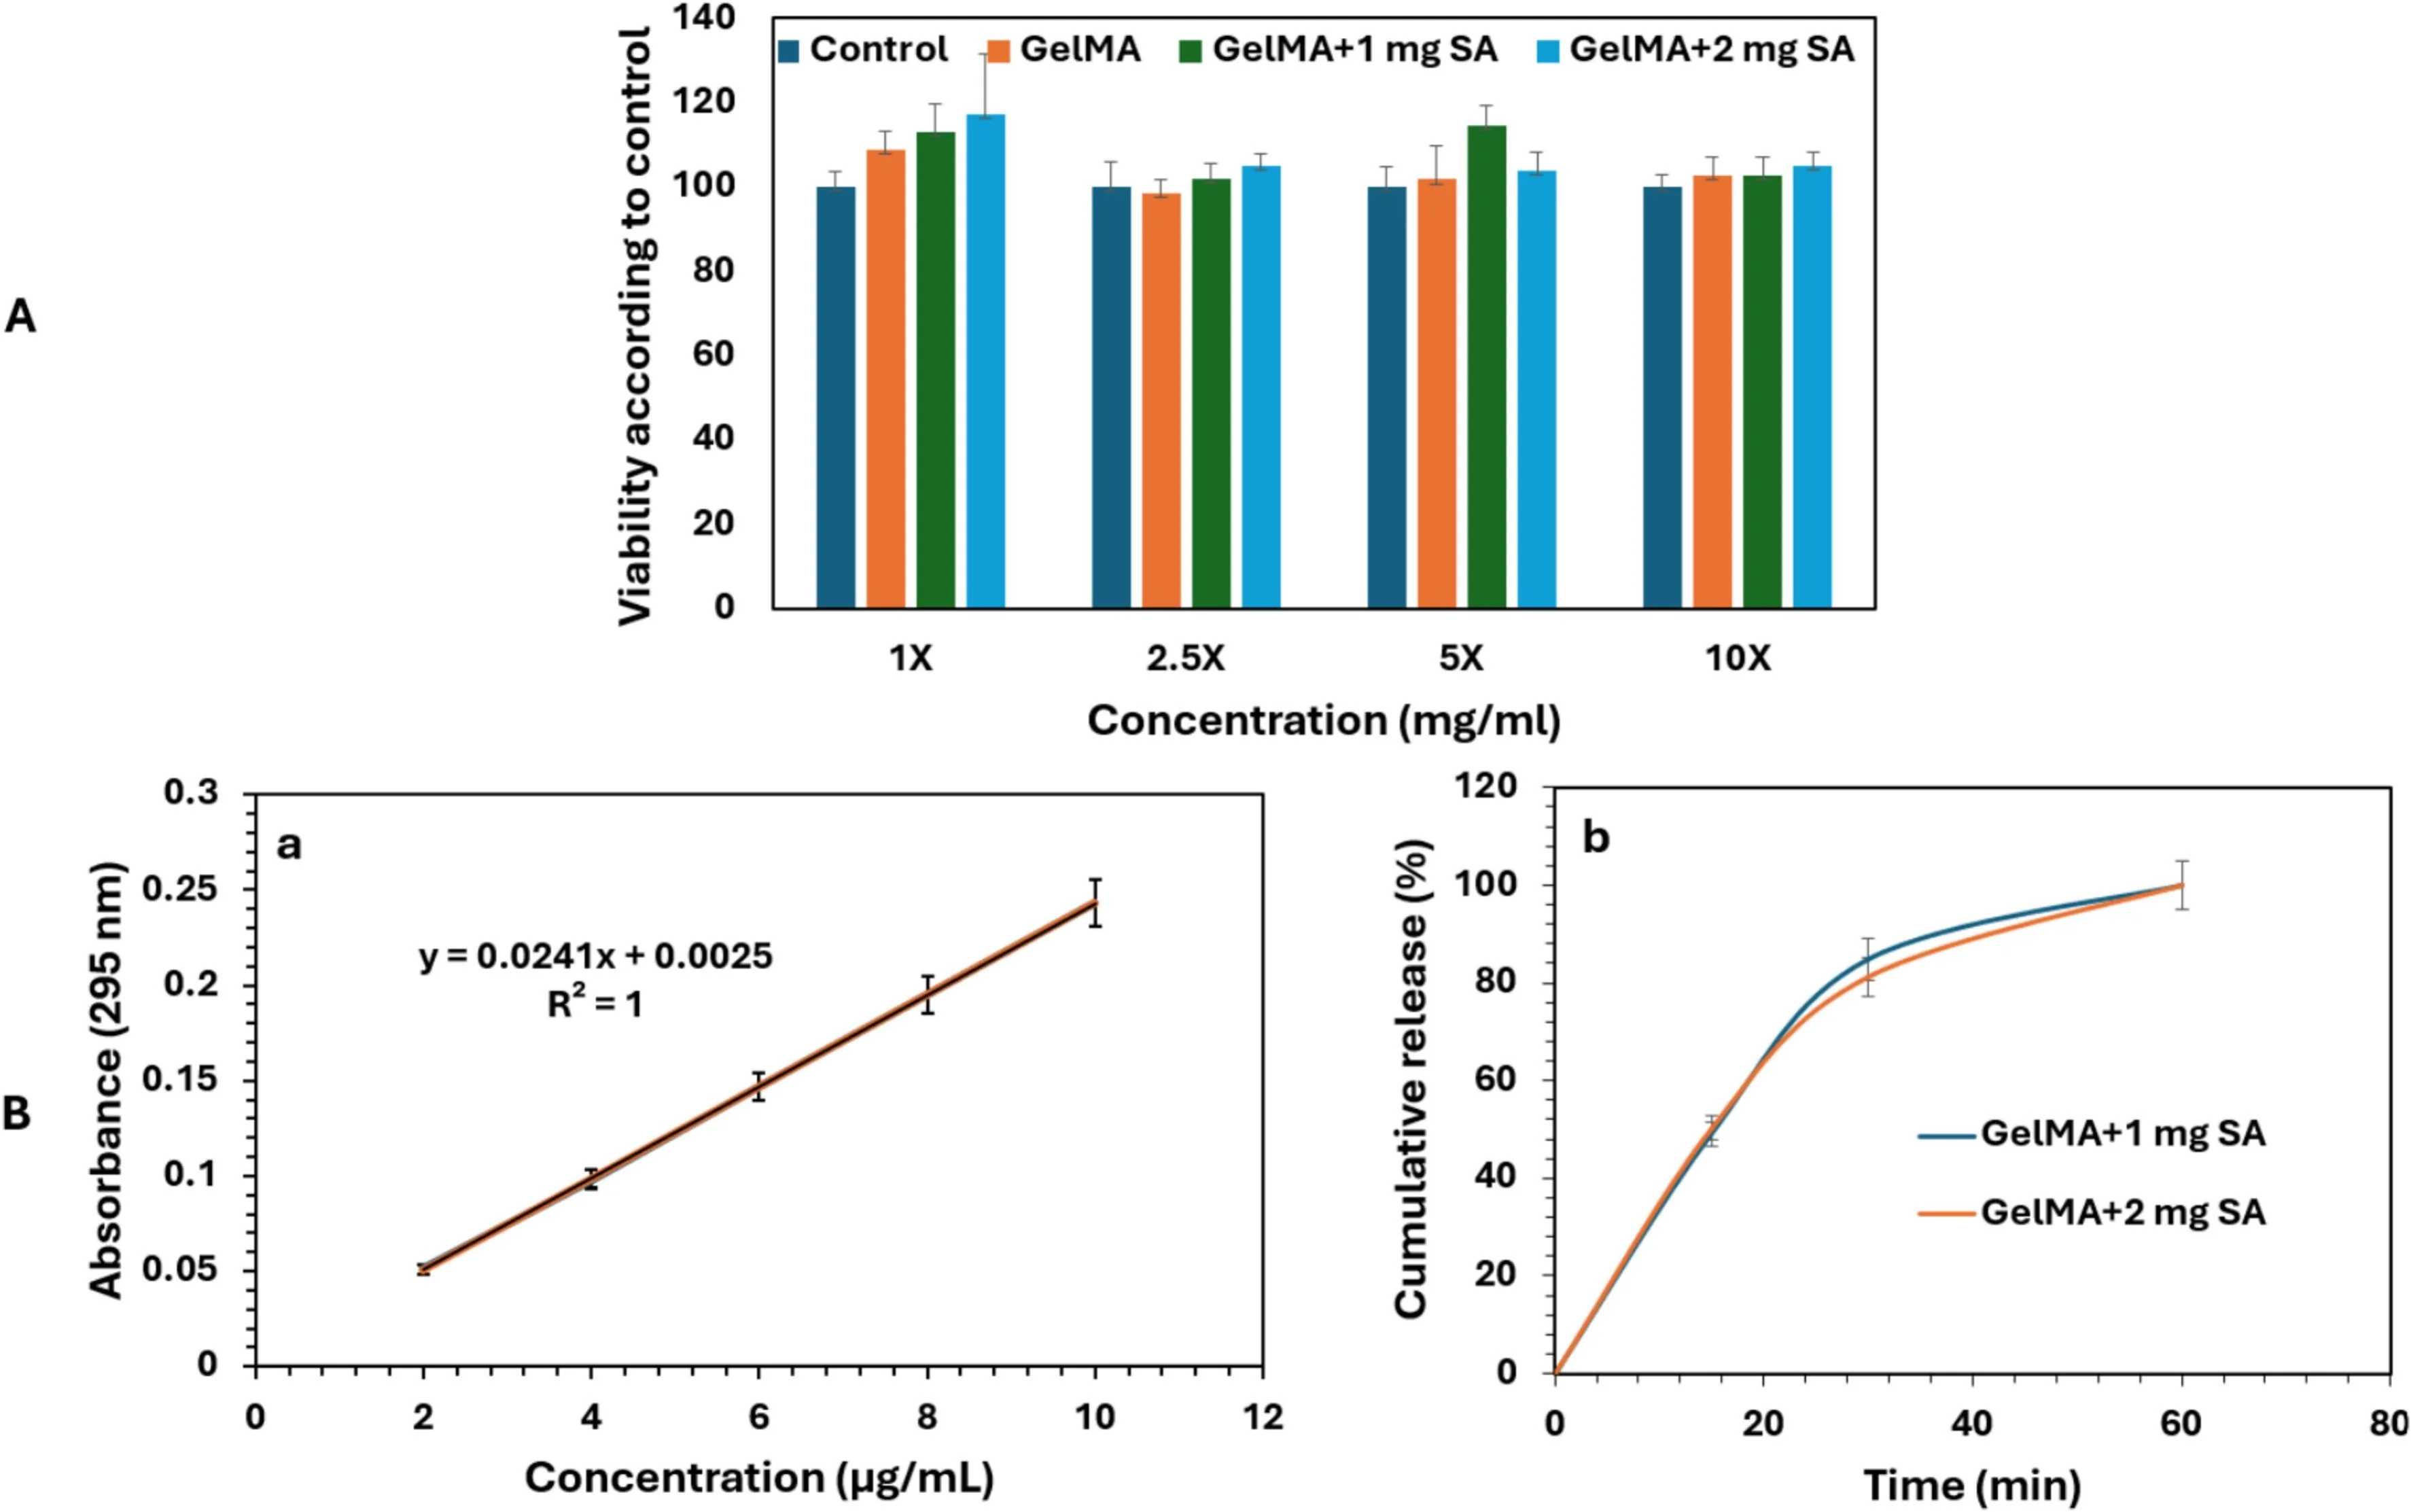 A
Viability according to control
140
120
100
80
60
40
20
0
Control GelMA GelMA+1 mg SA GelMA+2 mg SA
1X 2.5X 5X 10X
Concentration (mg/ml)
B
a
Absorbance (295 nm)
0.3
0.25
0.2
0.15
0.1
0.05
0
y = 0.0241x + 0.0025
R² = 1
0 2 4 6 8 10 12
Concentration (µg/mL)
b
Cumulative release (%)
120
100
80
60
40
20
0
GelMA+1 mg SA
GelMA+2 mg SA
0 20 40 60 80
Time (min)